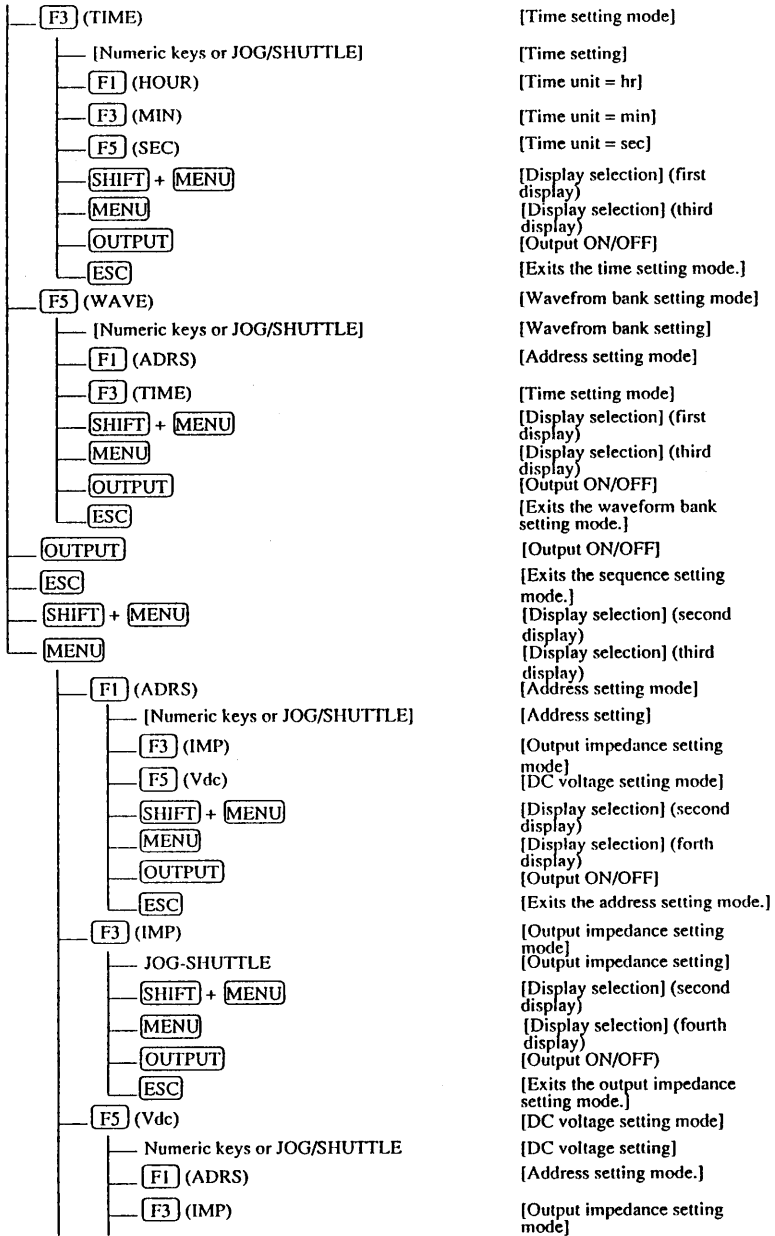 F3 (TIME) [Time setting mode]
[Numeric keys or JOG/SHUTTLE] [Time setting]
F1 (HOUR) [Time unit = hr]
F3 (MIN) [Time unit = min]
F5 (SEC) [Time unit = sec]
SHIFT + MENU [Display selection] (first
display)
MENU [Display selection] (third
display)
OUTPUT [Output ON/OFF]
ESC [Exits the time setting mode.]
F5 (WAVE) [Wavefrom bank setting mode]
[Numeric keys or JOG/SHUTTLE] [Wavefrom bank setting]
F1 (ADRS) [Address setting mode]
F3 (TIME) [Time setting mode]
SHIFT + MENU [Display selection] (first
display)
MENU [Display selection] (third
display)
OUTPUT [Output ON/OFF]
ESC [Exits the waveform bank
setting mode.]
OUTPUT [Output ON/OFF]
ESC [Exits the sequence setting
mode.]
SHIFT + MENU [Display selection] (second
display)
MENU [Display selection] (third
display)
F1 (ADRS) [Address setting mode]
[Numeric keys or JOG/SHUTTLE] [Address setting]
F3 (IMP) [Output impedance setting
mode]
F5 (Vdc) [DC voltage setting mode]
SHIFT + MENU [Display selection] (second
display)
MENU [Display selection] (forth
display)
OUTPUT [Output ON/OFF]
ESC [Exits the address setting mode.]
F3 (IMP) [Output impedance setting
mode]
JOG-SHUTTLE [Output impedance setting]
SHIFT + MENU [Display selection] (second
display)
MENU [Display selection] (fourth
display)
OUTPUT [Output ON/OFF)
ESC [Exits the output impedance
setting mode.]
F5 (Vdc) [DC voltage setting mode]
Numeric keys or JOG/SHUTTLE [DC voltage setting]
F1 (ADRS) [Address setting mode.]
F3 (IMP) [Output impedance setting
mode]